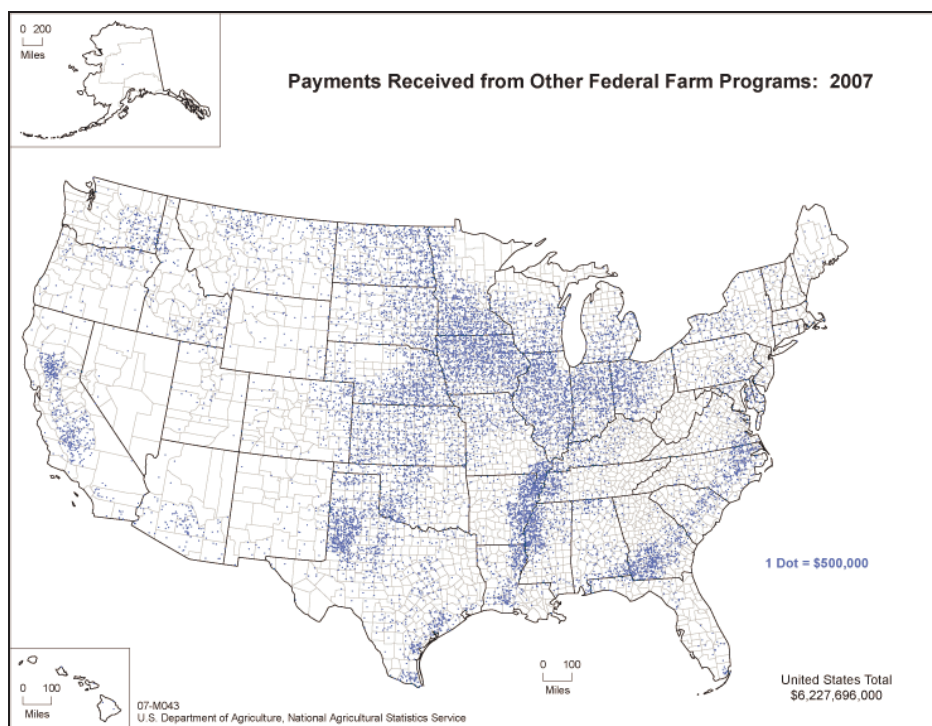 0 200
Miles
Payments Received from Other Federal Farm Programs: 2007
1 Dot = $500,000
0 100
Miles
0 100
Miles
United States Total
$6,227,696,000
07-M043
U.S. Department of Agriculture, National Agricultural Statistics Service